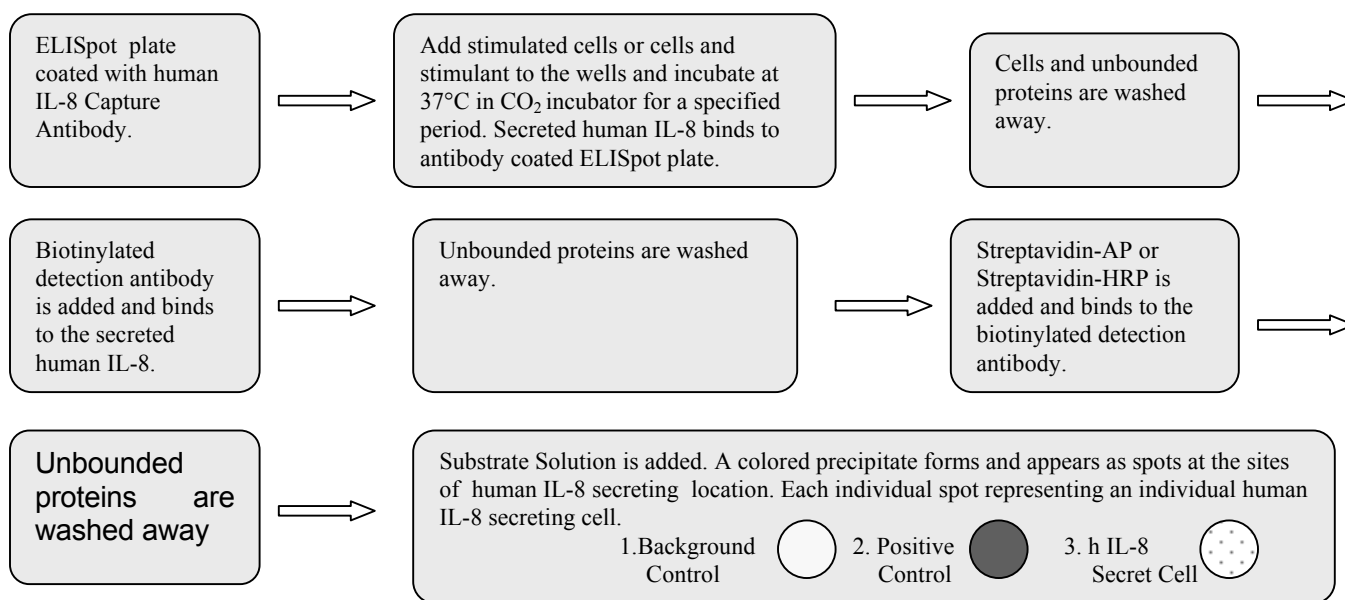 ELISpot plate
coated with human
IL-8 Capture
Antibody.
Add stimulated cells or cells and
stimulant to the wells and incubate at
37°C in CO2 incubator for a specified
period. Secreted human IL-8 binds to
antibody coated ELISpot plate.
Cells and unbounded
proteins are washed
away.
Biotinylated
detection antibody
is added and binds
to the secreted
human IL-8.
Unbounded proteins are washed
away.
Streptavidin-AP or
Streptavidin-HRP is
added and binds to the
biotinylated detection
antibody.
Unbounded
proteins are
washed away
Substrate Solution is added. A colored precipitate forms and appears as spots at the sites
of human IL-8 secreting location. Each individual spot representing an individual human
IL-8 secreting cell.
1.Background
Control
2. Positive
Control
3. h IL-8
Secret Cell